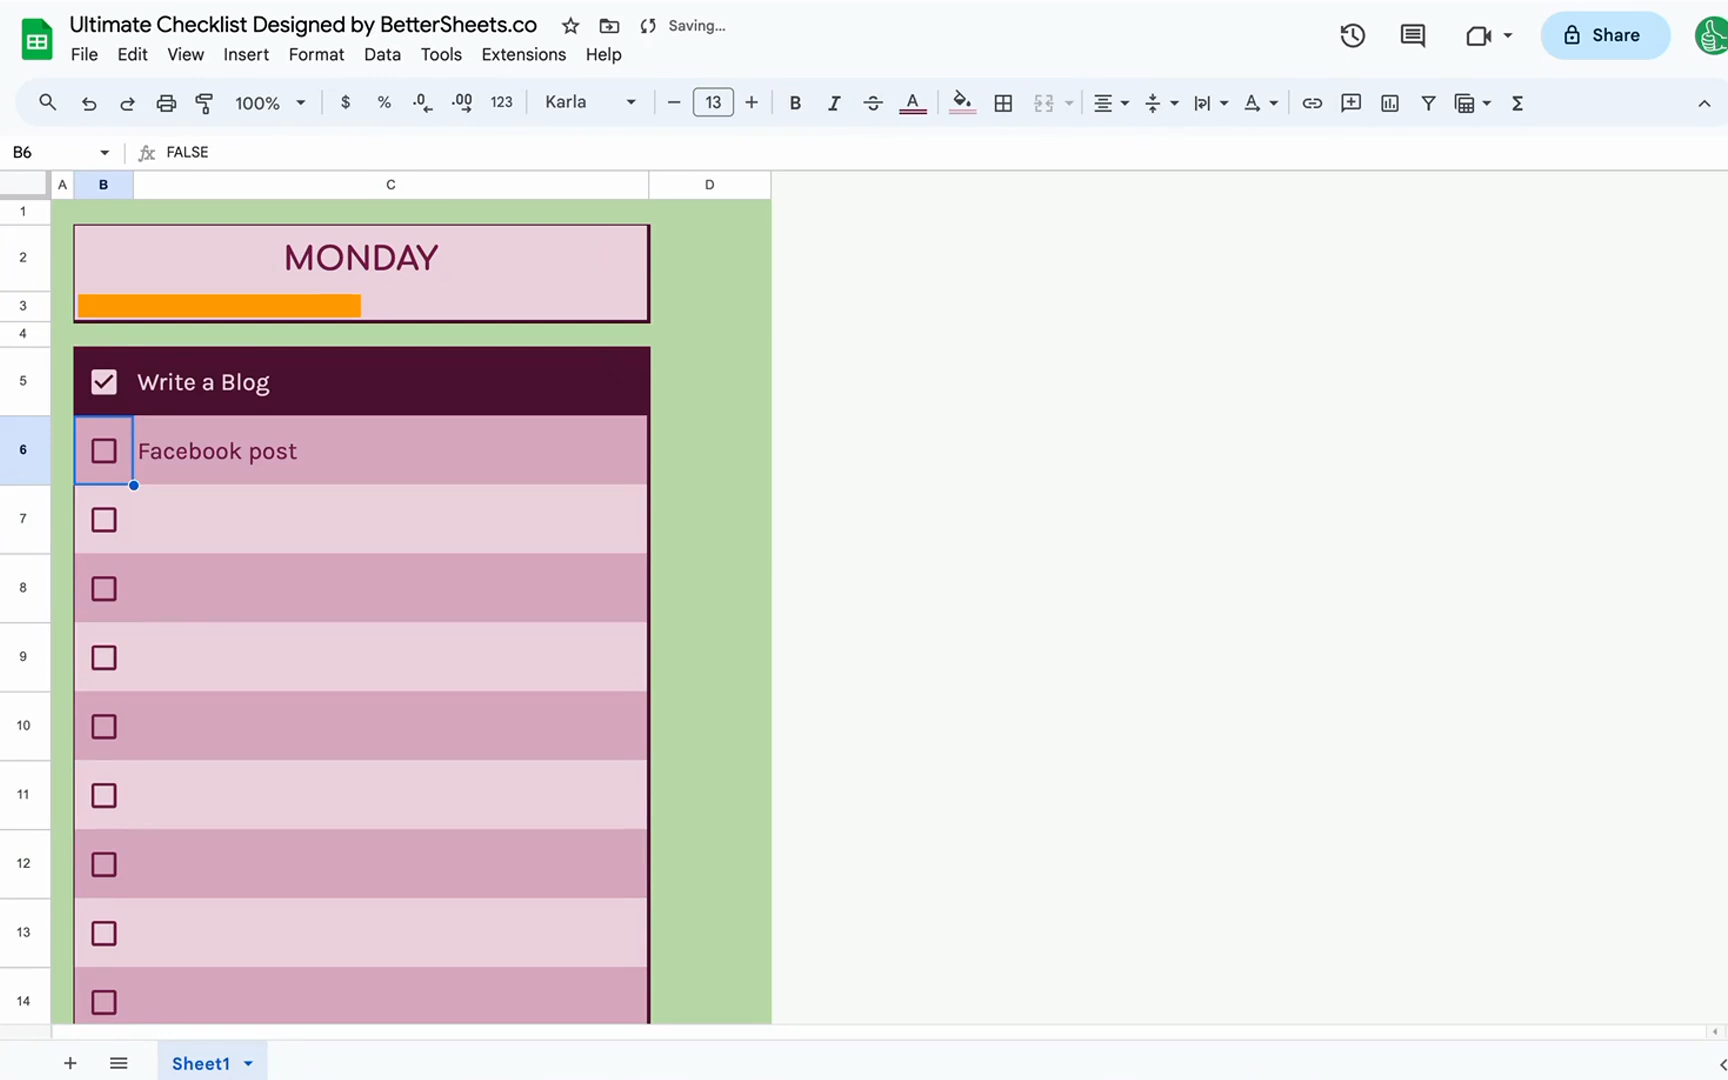 Ultimate Checklist Designed by BetterSheets.co
Saving...
File Edit View Insert Format Data Tools Extensions Help
Share
100% $ % .0 .00 123 Karla 13 B I A A Σ
B6 fx FALSE
A B C D
1
2 MONDAY
3
4
5 Write a Blog
6 Facebook post
7
8
9
10
11
12
13
14
Sheet1